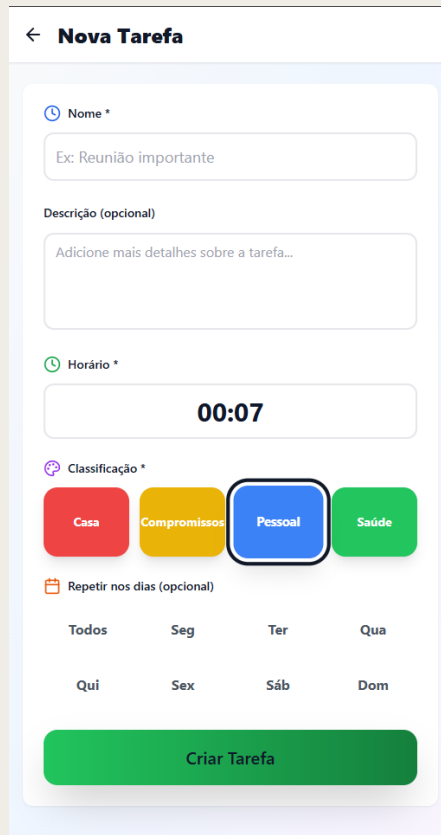 Nova Tarefa
Nome *
Ex: Reunião importante
Descrição (opcional)
Adicione mais detalhes sobre a tarefa...
Horário *
00:07
Classificação *
Casa Compromissos Pessoal Saúde
Repetir nos dias (opcional)
Todos Seg Ter Qua
Qui Sex Sáb Dom
Criar Tarefa